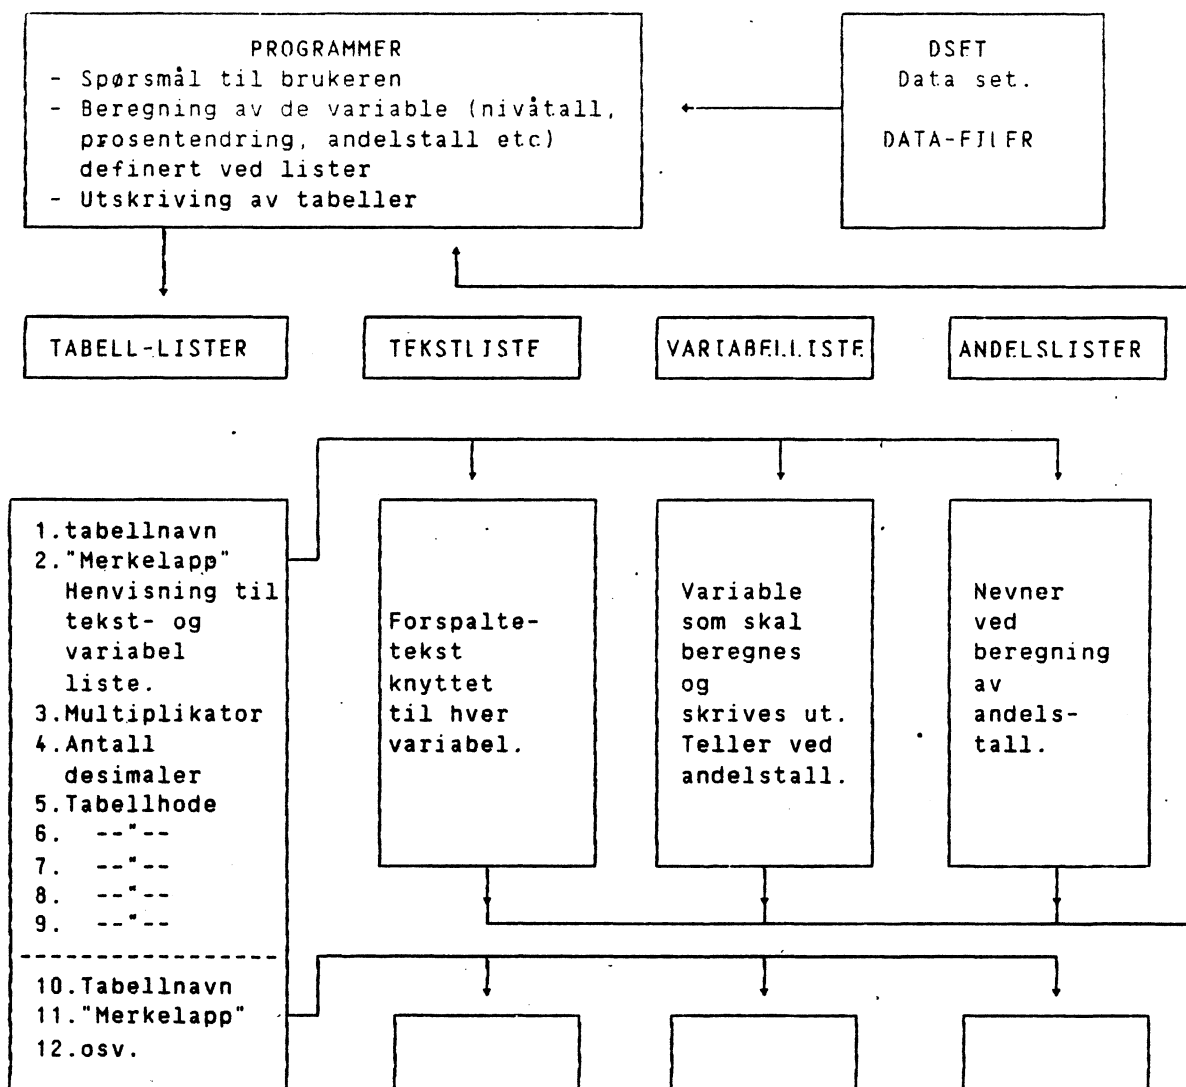 PROGRAMMER
- Spørsmål til brukeren
- Beregning av de variable (nivåtall,
prosentendring, andelstall etc)
definert ved lister
- Utskriving av tabeller
DSET
Data set.
DATA-FILER
TABELL-LISTER
TEKSTLISTE
VARIABELLISTE
ANDELSLISTER
1.tabellnavn
2."Merkelapp"
Henvisning til
tekst- og
variabel
liste.
3.Multiplikator
4.Antall
desimaler
5.Tabellhode
6. --"--
7. --"--
8. --"--
9. --"--
10.Tabellnavn
11."Merkelapp"
12.osv.
Forspalte-
tekst
knyttet
til hver
variabel.
Variable
som skal
beregnes
og
skrives ut.
Teller ved
andelstall.
Nevner
ved
beregning
av
andels-
tall.